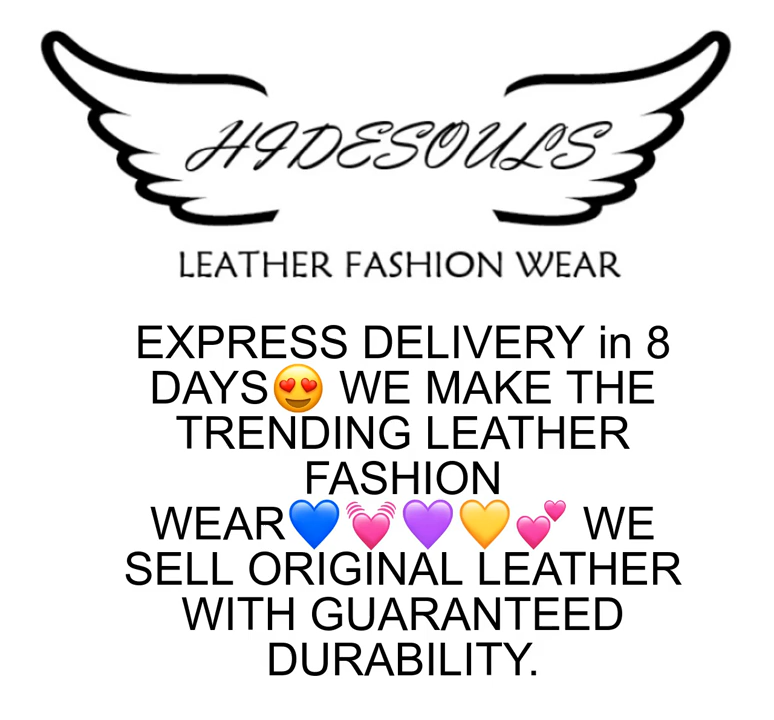 HIDESOULS
LEATHER FASHION WEAR
EXPRESS DELIVERY in 8
DAYS😍 WE MAKE THE
TRENDING LEATHER
FASHION
WEAR💙💓💜💛💕 WE
SELL ORIGINAL LEATHER
WITH GUARANTEED
DURABILITY.